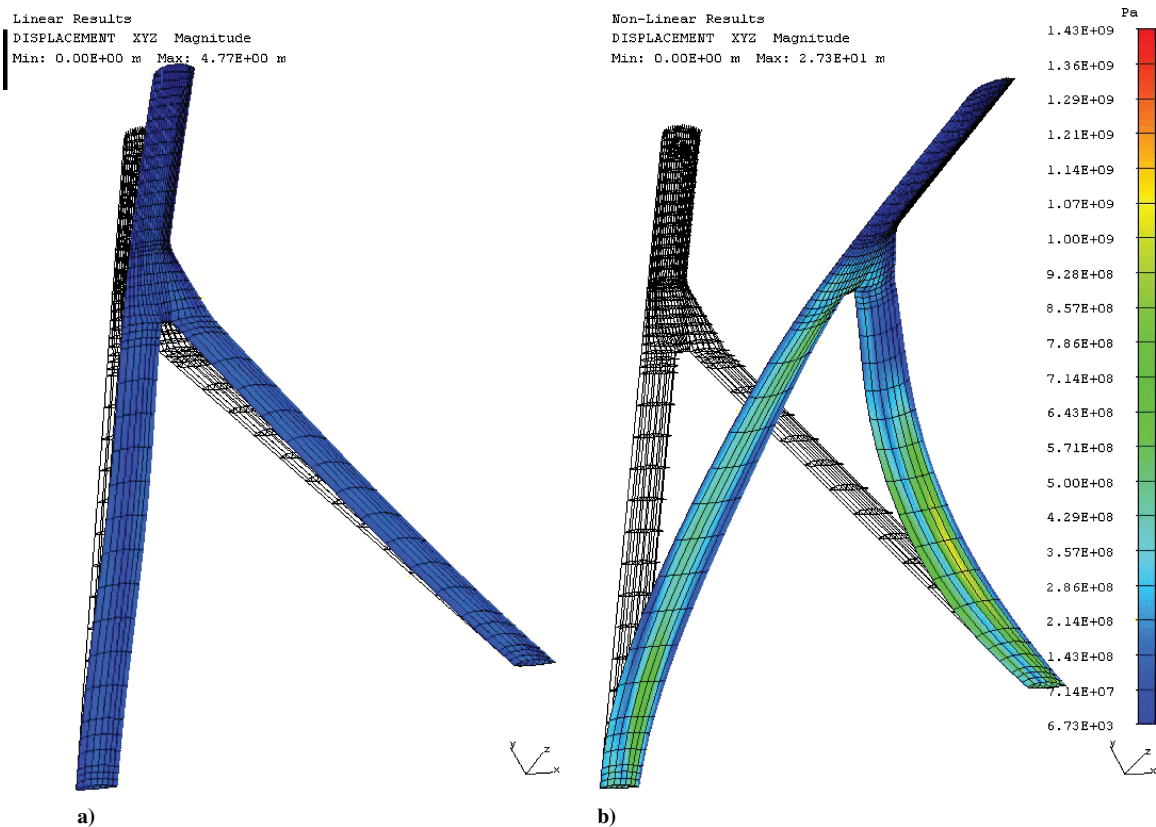 Linear Results
DISPLACEMENT XYZ Magnitude
Min: 0.00E+00 m Max: 4.77E+00 m
Non-Linear Results
DISPLACEMENT XYZ Magnitude
Min: 0.00E+00 m Max: 2.73E+01 m
Pa
1.43E+09
1.36E+09
1.29E+09
1.21E+09
1.14E+09
1.07E+09
1.00E+09
9.28E+08
8.57E+08
7.86E+08
7.14E+08
6.43E+08
5.71E+08
5.00E+08
4.29E+08
3.57E+08
2.86E+08
2.14E+08
1.43E+08
7.14E+07
6.73E+03
y
z
x
y
z
x
a)
b)